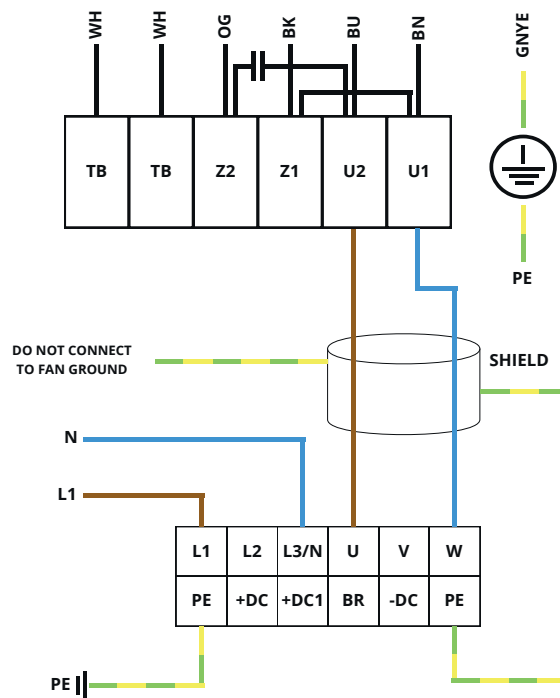 WH WH OG BK BU BN GNYE
TB TB Z2 Z1 U2 U1
PE
DO NOT CONNECT
TO FAN GROUND
SHIELD
N
L1
L1 L2 L3/N U V W
PE +DC +DC1 BR -DC PE
PE